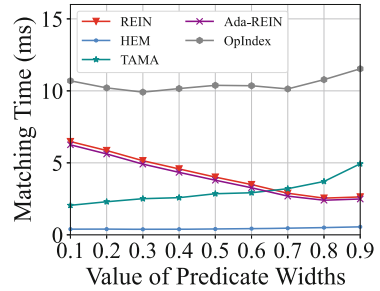 15
10
5
0
Matching Time (ms)
REIN
HEM
TAMA
Ada-REIN
OpIndex
0.1 0.2 0.3 0.4 0.5 0.6 0.7 0.8 0.9
Value of Predicate Widths